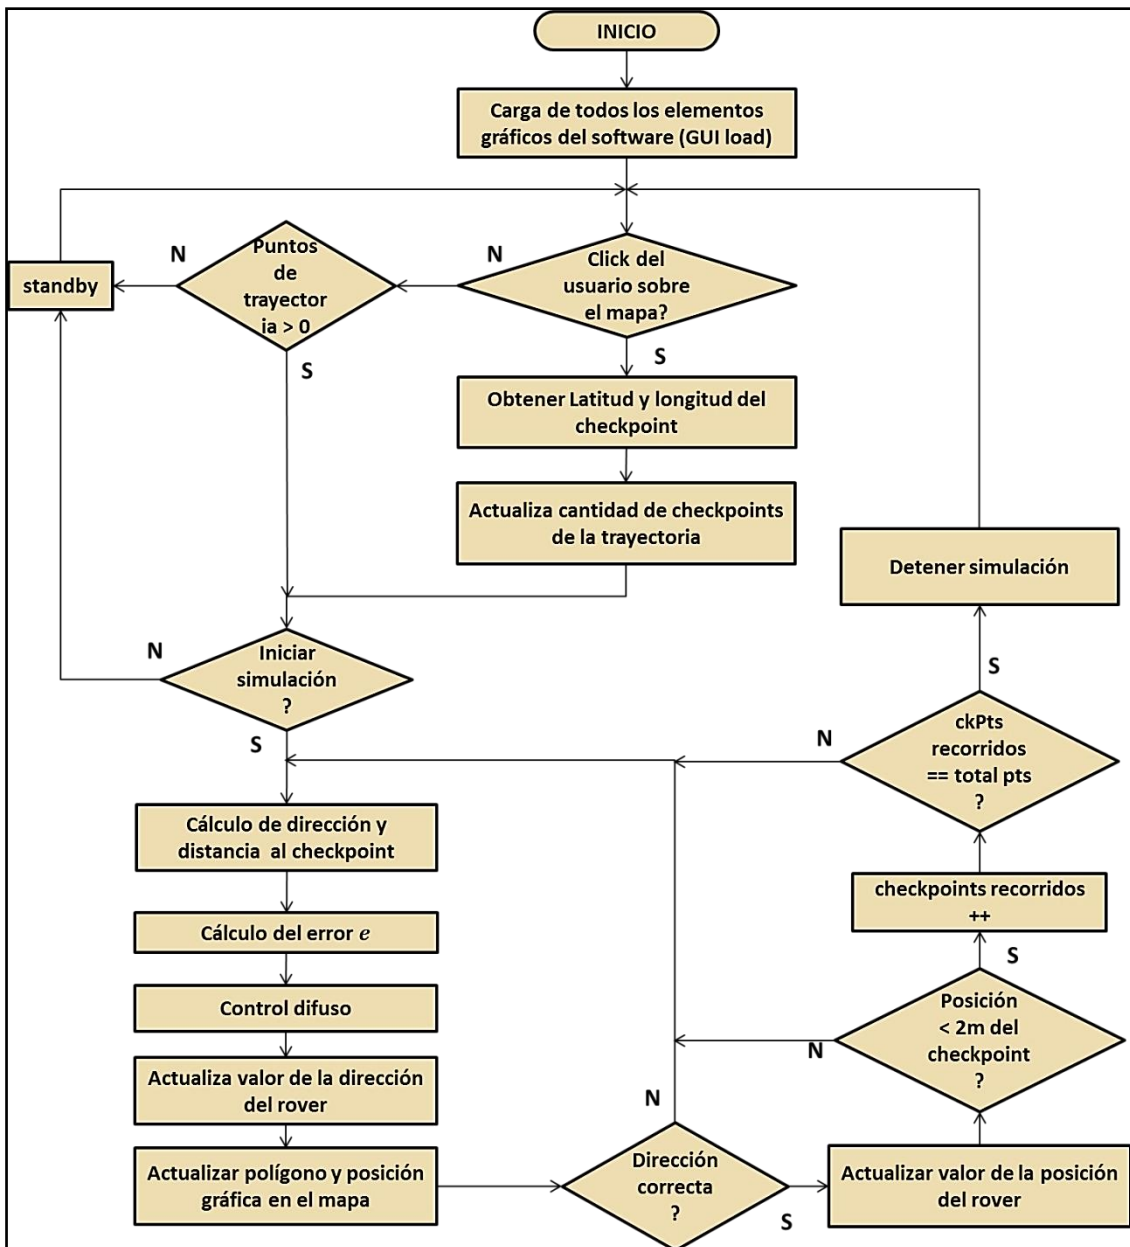 INICIO
Carga de todos los elementos
gráficos del software (GUI load)
N
Puntos
de
trayector
ia > 0
N
Click del
usuario sobre
el mapa?
standby
S
S
Obtener Latitud y longitud del
checkpoint
Actualiza cantidad de checkpoints
de la trayectoria
Detener simulación
N
Iniciar
simulación
?
S
S
N
ckPts
recorridos
== total pts
?
Cálculo de dirección y
distancia al checkpoint
checkpoints recorridos
++
Cálculo del error e
S
Control difuso
Posición
< 2m del
checkpoint
?
N
Actualiza valor de la dirección
del rover
N
Actualizar polígono y posición
gráfica en el mapa
Dirección
correcta
?
S
Actualizar valor de la posición
del rover